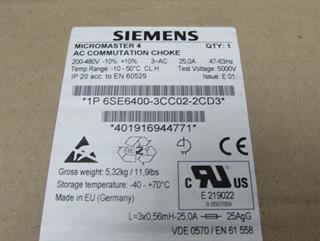 SIEMENS
MICROMASTER 4 QTY: 1
AC COMMUTATION CHOKE
200-480V -10% +10% 3~AC 25,0A 47-63Hz
Temp.Range: -10 - 50°C CL.H Test Voltage: 5000V
IP 20 acc. to EN 60529 Issue: E 01
*1P 6SE6400-3CC02-2CD3*
*401916944771*
Gross weight: 5,32kg / 11,9lbs
Storage temperature: -40 - +70°C
Made in EU (Germany)
c RU US
E 219022
L=3x0,56mH-25,0A 25AgG
VDE 0570 / EN 61 558